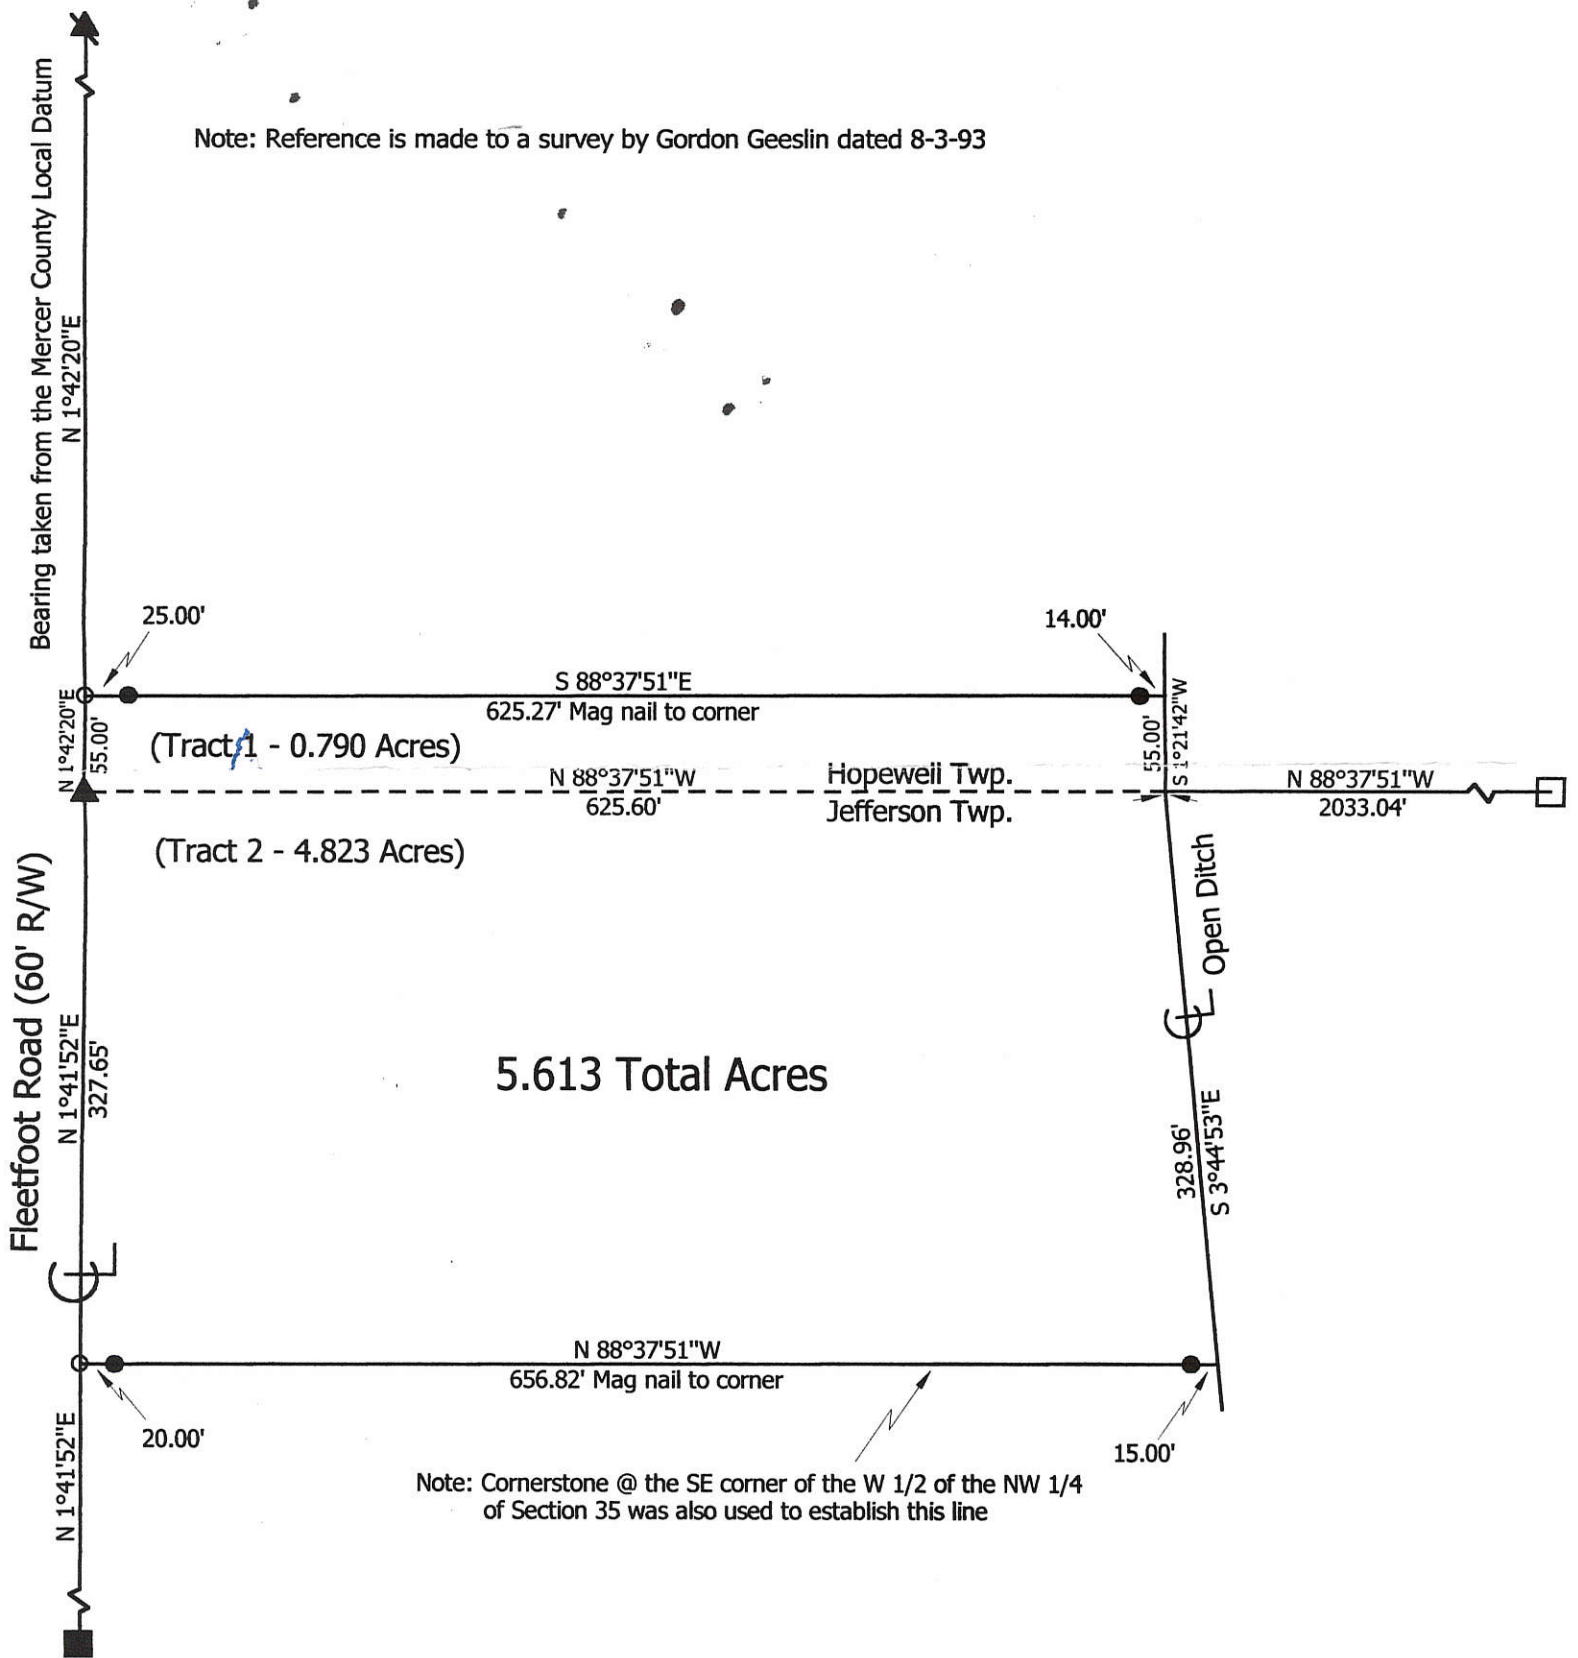 Note: Reference is made to a survey by Gordon Geeslin dated 8-3-93
Bearing taken from the Mercer County Local Datum
N 1°42'20"E
25.00'
14.00'
S 88°37'51"E
625.27' Mag nail to corner
N 1°42'20"E
55.00'
(Tract 1 - 0.790 Acres)
55.00'
S 1°21'42"W
N 88°37'51"W
625.60'
Hopewell Twp.
Jefferson Twp.
N 88°37'51"W
2033.04'
(Tract 2 - 4.823 Acres)
Open Ditch
Fleetfoot Road (60' R/W)
N 1°41'52"E
327.65'
5.613 Total Acres
328.96'
S 3°44'53"E
N 88°37'51"W
656.82' Mag nail to corner
20.00'
15.00'
N 1°41'52"E
Note: Cornerstone @ the SE corner of the W 1/2 of the NW 1/4
of Section 35 was also used to establish this line